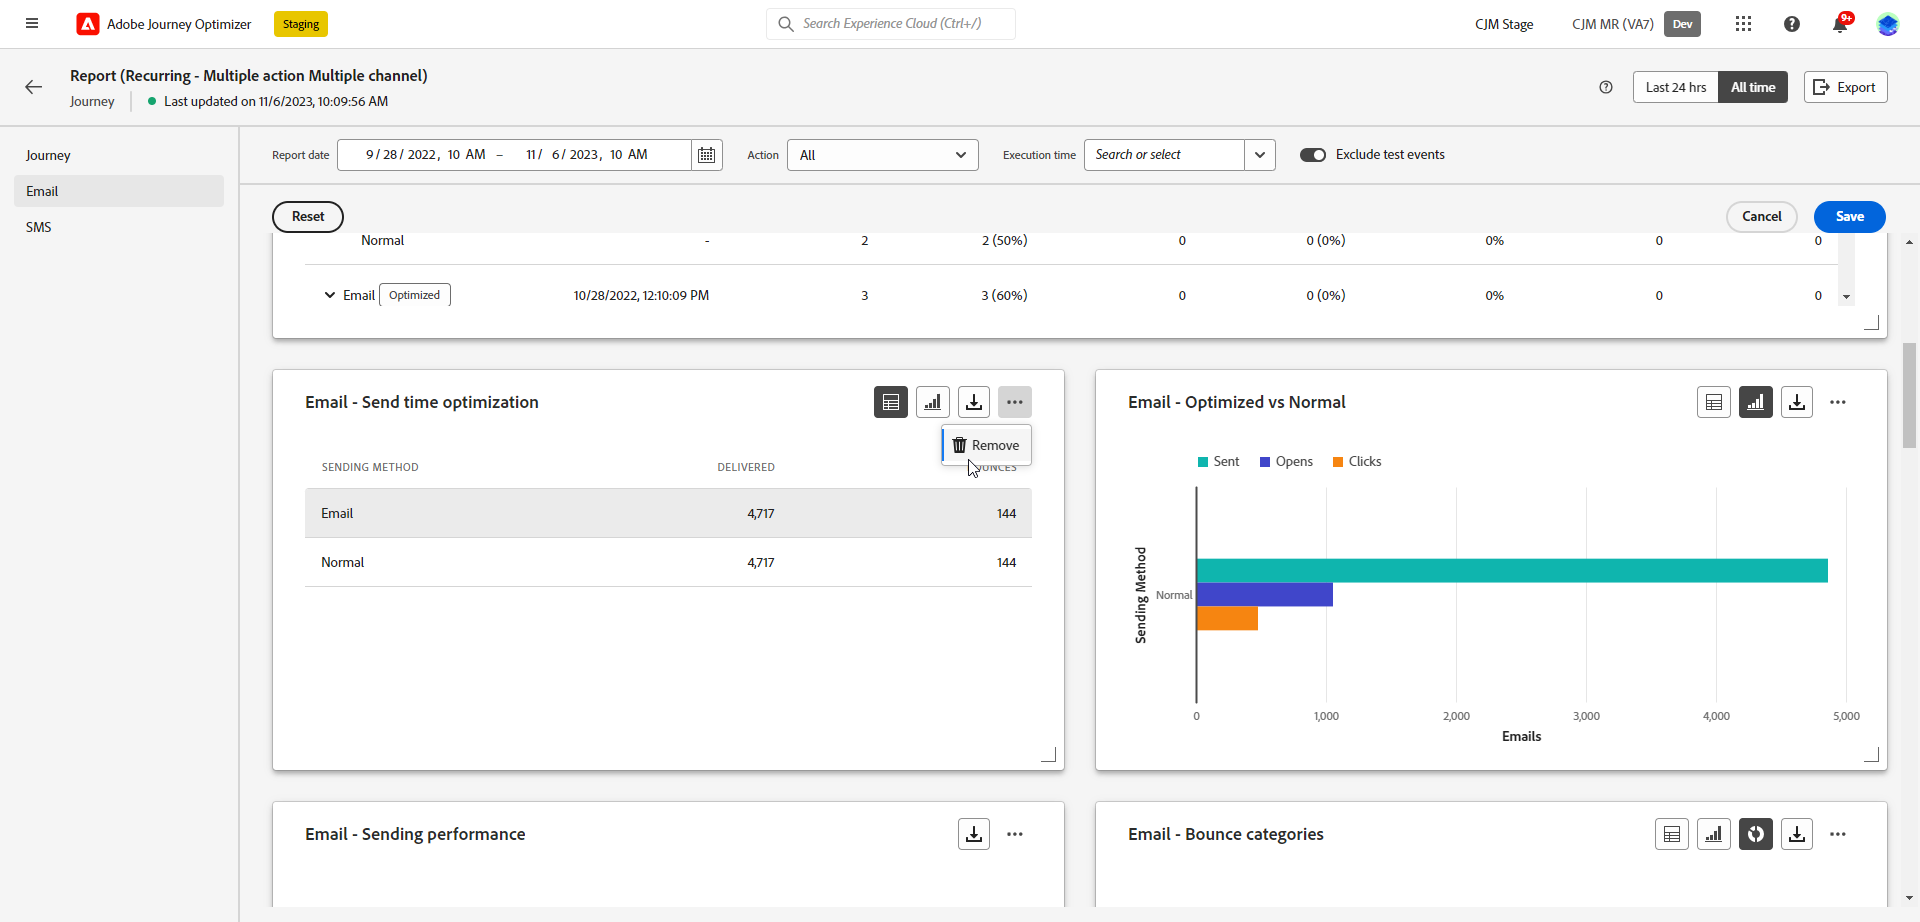 Adobe Journey Optimizer
Staging
Search Experience Cloud (Ctrl+/)
CJM Stage
CJM MR (VA7)
Dev
9+
Report (Recurring - Multiple action Multiple channel)
Journey
Last updated on 11/6/2023, 10:09:56 AM
Last 24 hrs
All time
Export
Journey
Email
SMS
Report date
9 / 28 / 2022, 10 AM – 11 / 6 / 2023, 10 AM
Action
All
Execution time
Search or select
Exclude test events
Reset
Cancel
Save
Normal - 2 2 (50%) 0 0 (0%) 0% 0 0
Email Optimized 10/28/2022, 12:10:09 PM 3 3 (60%) 0 0 (0%) 0% 0 0
Email - Send time optimization
Remove
SENDING METHOD DELIVERED
Email 4,717 144
Normal 4,717 144
Email - Optimized vs Normal
Sent Opens Clicks
Sending Method
Normal
0 1,000 2,000 3,000 4,000 5,000
Emails
Email - Sending performance
Email - Bounce categories